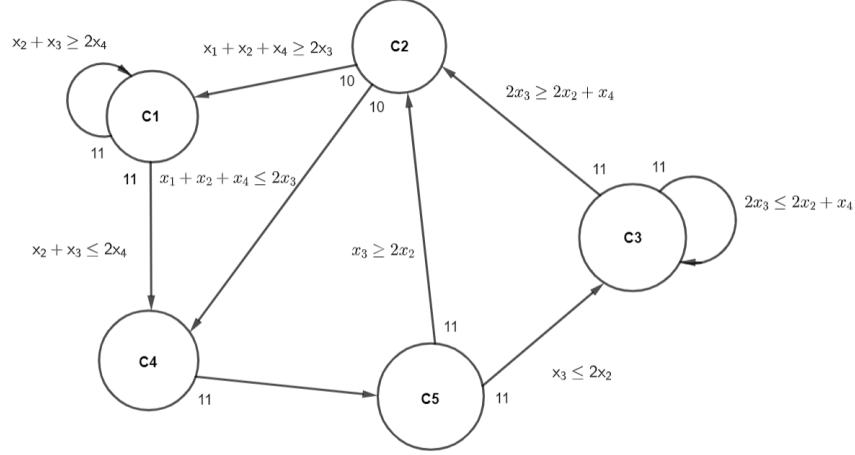 C2
x₂ + x₃ ≥ 2x₄
x₁ + x₂ + x₄ ≥ 2x₃
10
10
2x₃ ≥ 2x₂ + x₄
C1
11
11
x₁ + x₂ + x₄ ≤ 2x₃
11
11
2x₃ ≤ 2x₂ + x₄
C3
x₂ + x₃ ≤ 2x₄
x₃ ≥ 2x₂
11
C4
11
C5
11
x₃ ≤ 2x₂